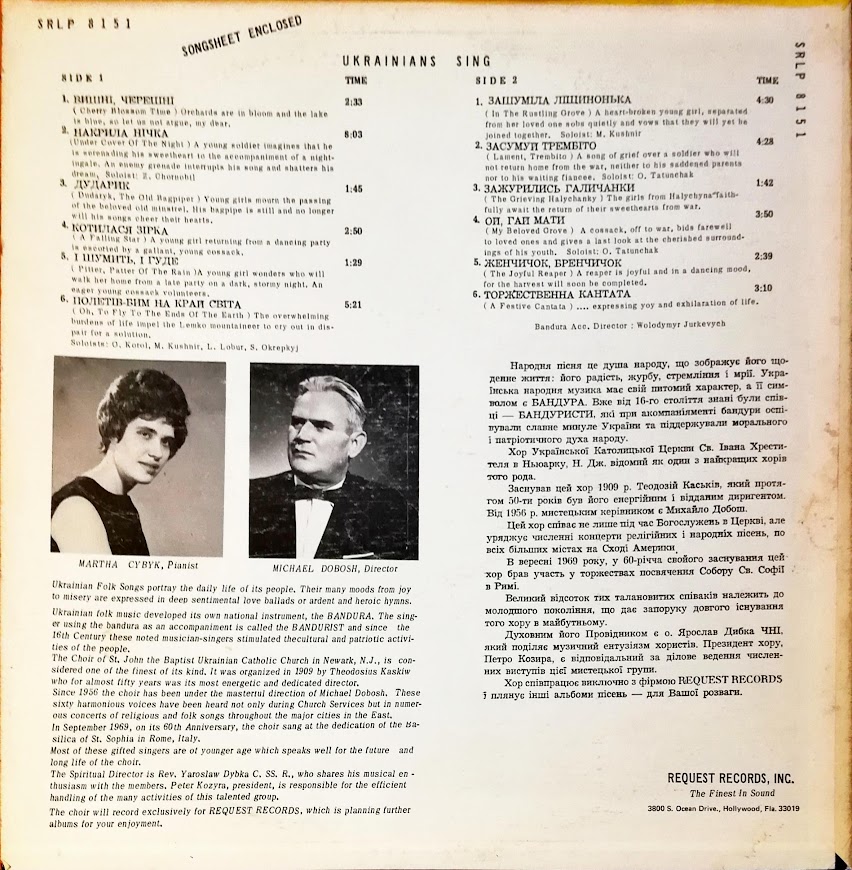 SRLP 8151
SONGSHEET ENCLOSED
SRLP 8151
UKRAINIANS SING
SIDE 1 TIME
1. ВИШНІ, ЧЕРЕШНІ 2:33
( Cherry Blossom Time ) Orchards are in bloom and the lake
is blue, so let us not argue, my dear.
2. НАКРИЛА НІЧКА 8:03
(Under Cover Of The Night ) A young soldier imagines that he
is serenading his sweetheart to the accompaniment of a night-
ingale. An enemy grenade interrupts his song and shatters his
dream. Soloist: Z. Chornobil
3. ДУДАРИК 1:45
( Dudaryk, The Old Bagpiper ) Young girls mourn the passing
of the beloved old minstrel. His bagpipe is still and no longer
will his songs cheer their hearts.
4. КОТИЛАСЯ ЗІРКА 2:50
( A Falling Star ) A young girl returning from a dancing party
is escorted by a gallant, young cossack.
5. І ШУМИТЬ, І ГУДЕ 1:29
( Pitter, Patter Of The Rain )A young girl wonders who will
walk her home from a late party on a dark, stormy night. An
eager young cossack volunteers.
6. ПОЛЕТІВ-БИМ НА КРАЙ СВІТА 5:21
( Oh, To Fly To The Ends Of The Earth ) The overwhelming
burdens of life impel the Lemko mountaineer to cry out in des-
pair for a solution.
Soloists: O. Kotol, M. Kushnir, L. Lobur, S. Okrepkyj
SIDE 2 TIME
1. ЗАШУМІЛА ЛІЩИНОНЬКА 4:30
( In The Rustling Grove ) A heart-broken young girl, separated
from her loved one sobs quietly and vows that they will yet be
joined together. Soloist: M. Kushnir
2. ЗАСУМУЙ ТРЕМБІТО 4:28
( Lament, Trembito ) A song of grief over a soldier who will
not return home from the war, neither to his saddened parents
nor to his waiting fiancee. Soloist: O. Tatunchak
3. ЗАЖУРИЛИСЬ ГАЛИЧАНКИ 1:42
( The Grieving Halychanky ) The girls from Halychyna faith-
fully await the return of their sweethearts from war.
4. ОЙ, ГАЙ МАТИ 3:50
( My Beloved Grove ) A cossack, off to war, bids farewell
to loved ones and gives a last look at the cherished surround-
ings of his youth. Soloist: O. Tatunchak
5. ЖЕНЧИЧОК, БРЕНЧИЧОК 2:39
( The Joyful Reaper ) A reaper is joyful and in a dancing mood,
for the harvest will soon be completed.
6. ТОРЖЕСТВЕННА КАНТАТА 3:10
( A Festive Cantata ) .... expressing yoy and exhilaration of life.
Bandura Acc. Director : Wolodymyr Jurkevych
MARTHA CYBYK, Pianist
MICHAEL DOBOSH, Director
Ukrainian Folk Songs portray the daily life of its people. Their many moods from joy
to misery are expressed in deep sentimental love ballads or ardent and heroic hymns.
Ukrainian folk music developed its own national instrument, the BANDURA. The sing-
er using the bandura as an accompaniment is called the BANDURIST and since the
16th Century these noted musician-singers stimulated thecultural and patriotic activi-
ties of the people.
The Choir of St. John the Baptist Ukrainian Catholic Church in Newark, N.J., is con-
sidered one of the finest of its kind. It was organized in 1909 by Theodosius Kaskiw
who for almost fifty years was its most energetic and dedicated director.
Since 1956 the choir has been under the masterrul direction of Michael Dobosh. These
sixty harmonious voices have been heard not only during Church Services but in numer-
ous concerts of religious and folk songs throughout the major cities in the East.
In September 1969, on its 60th Anniversary, the choir sang at the dedication of the Ba-
silica of St. Sophia in Rome, Italy.
Most of these gifted singers are of younger age which speaks well for the future and
long life of the choir.
The Spiritual Director is Rev. Yaroslaw Dybka C. SS. R., who shares his musical en -
thusiasm with the members. Peter Kozyra, president, is responsible for the efficient
handling of the many activities of this talented group.
The choir will record exclusively for REQUEST RECORDS, which is planning further
albums for your enjoyment.
Народня пісня це душа народу, що зображує його що-
денне життя: його радість, журбу, стремління і мрії. Укра-
їнська народня музика має свій питомий характер, а її сим-
волом є БАНДУРА. Вже від 16-го століття знані були спів-
ці — БАНДУРИСТИ, які при акомпаніяменті бандури оспі-
вували славне минуле України та піддержували морального
і патріотичного духа народу.
Хор Української Католицької Церкви Св. Івана Хрести-
теля в Ньюарку, Н. Дж. відомий як один з найкращих хорів
того рода.
Заснував цей хор 1909 р. Теодозій Каськів, який протя-
гом 50-ти років був його енергійним і відданим диригентом.
Від 1956 р. мистецьким керівником є Михайло Добош.
Цей хор співає не лише під час Богослужень в Церкві, але
уряджує численні концерти релігійних і народніх пісень, по
всіх більших містах на Сході Америки.
В вересні 1969 року, у 60-річча свойого заснування цей
хор брав участь у торжествах посвячення Собору Св. Софії
в Римі.
Великий відсоток тих талановитих співаків належить до
молодшого покоління, що дає запоруку довгого існування
того хору в майбутньому.
Духовним його Провідником є о. Ярослав Дибка ЧНІ,
який поділяє музичний ентузіязм хористів. Президент хору,
Петро Козира, є відповідальний за ділове ведення числен-
них виступів цієї мистецької групи.
Хор співпрацює виключно з фірмою REQUEST RECORDS
і плянує інші альбоми пісень — для Вашої розваги.
REQUEST RECORDS, INC.
The Finest In Sound
3800 S. Ocean Drive., Hollywood, Fla. 33019